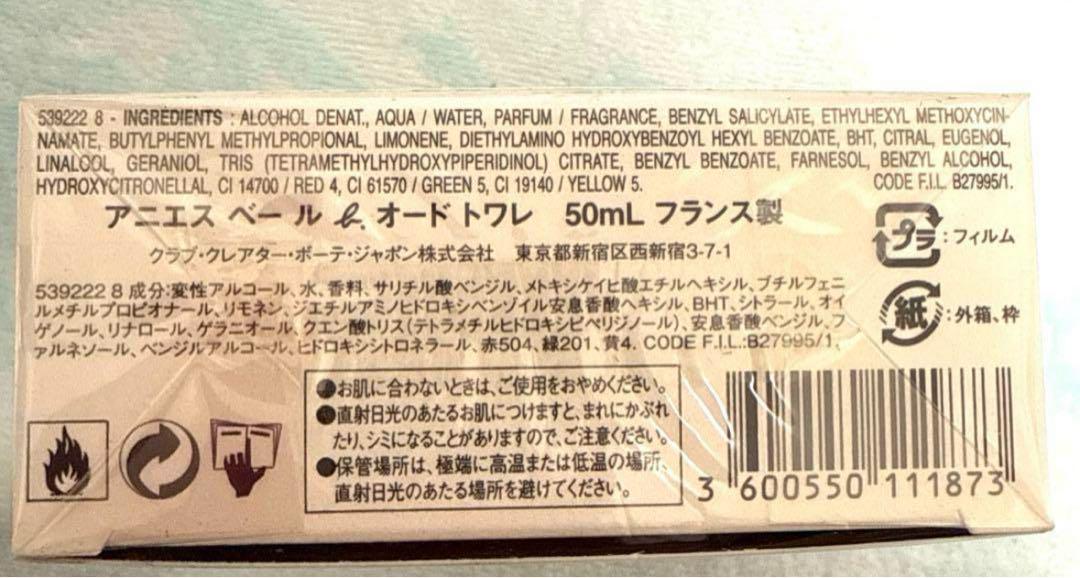 539222 8 - INGREDIENTS : ALCOHOL DENAT., AQUA / WATER, PARFUM / FRAGRANCE, BENZYL SALICYLATE, ETHYLHEXYL METHOXYCIN-
NAMATE, BUTYLPHENYL METHYLPROPIONAL, LIMONENE, DIETHYLAMINO HYDROXYBENZOYL HEXYL BENZOATE, BHT, CITRAL, EUGENOL,
LINALOOL, GERANIOL, TRIS (TETRAMETHYLHYDROXYPIPERIDINOL) CITRATE, BENZYL BENZOATE, FARNESOL, BENZYL ALCOHOL,
HYDROXYCITRONELLAL, CI 14700 / RED 4, CI 61570 / GREEN 5, CI 19140 / YELLOW 5. CODE F.I.L. B27995/1.
アニエス ベー ル b. オード トワレ 50mL フランス製
クラブ・クレアター・ボーテ・ジャポン株式会社 東京都新宿区西新宿3-7-1
プラ:フィルム
539222 8 成分:変性アルコール、水、香料、サリチル酸ベンジル、メトキシケイヒ酸エチルヘキシル、ブチルフェニ
ルメチルプロピオナール、リモネン、ジエチルアミノヒドロキシベンゾイル安息香酸ヘキシル、BHT、シトラール、オイ
ゲノール、リナロール、ゲラニオール、クエン酸トリス(テトラメチルヒドロキシピペリジノール)、安息香酸ベンジル、フ
ァルネソール、ベンジルアルコール、ヒドロキシシトロネラール、赤504、緑201、黄4. CODE F.I.L.:B27995/1.
紙:外箱、枠
●お肌に合わないときは、ご使用をおやめください。
●直射日光のあたるお肌につけますと、まれにかぶれ
たり、シミになることがありますので、ご注意ください。
●保管場所は、極端に高温または低温の場所、
直射日光のあたる場所を避けてください。
3 600550 111873